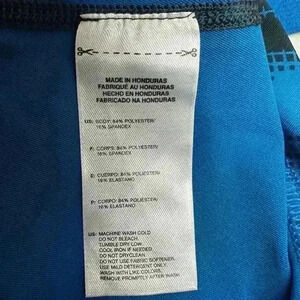 MADE IN HONDURAS
FABRIQUÉ AU HONDURAS
HECHO EN HONDURAS
FABRICADO NA HONDURAS
US: BODY: 84% POLYESTER/
16% SPANDEX
F: CORPS: 84% POLYESTER/
16% ELASTHANNE
E: CUERPO: 84% POLIESTER/
16% ELASTANO
P: CORPO: 84% POLIESTER/
16% ELASTANO
US: MACHINE WASH COLD
DO NOT BLEACH.
TUMBLE DRY LOW.
COOL IRON IF NEEDED.
DO NOT DRYCLEAN
DO NOT USE FABRIC SOFTENER.
USE MILD DETERGENT ONLY.
WASH WITH LIKE COLORS.
REMOVE PROMPTLY AFTER WASH